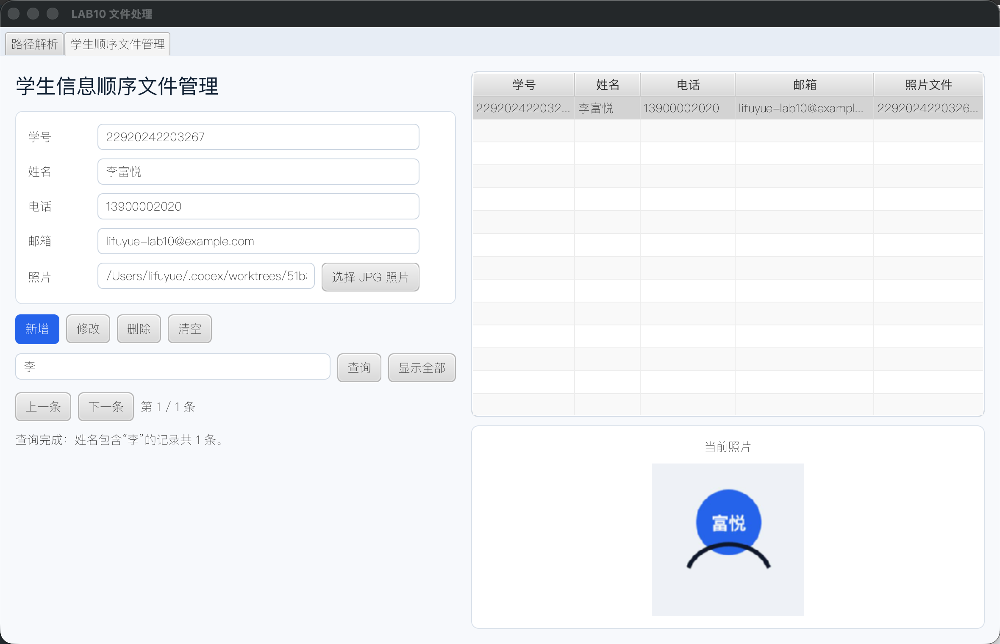 LAB10 文件处理
路径解析 学生顺序文件管理
学生信息顺序文件管理
学号 22920242203267
姓名 李富悦
电话 13900002020
邮箱 lifuyue-lab10@example.com
照片 /Users/lifuyue/.codex/worktrees/51b 选择 JPG 照片
新增 修改 删除 清空
李 查询 显示全部
上一条 下一条 第 1 / 1 条
查询完成：姓名包含“李”的记录共 1 条。
学号 姓名 电话 邮箱 照片文件
229202422032... 李富悦 13900002020 lifuyue-lab10@exampl... 2292024220326...
当前照片
富悦